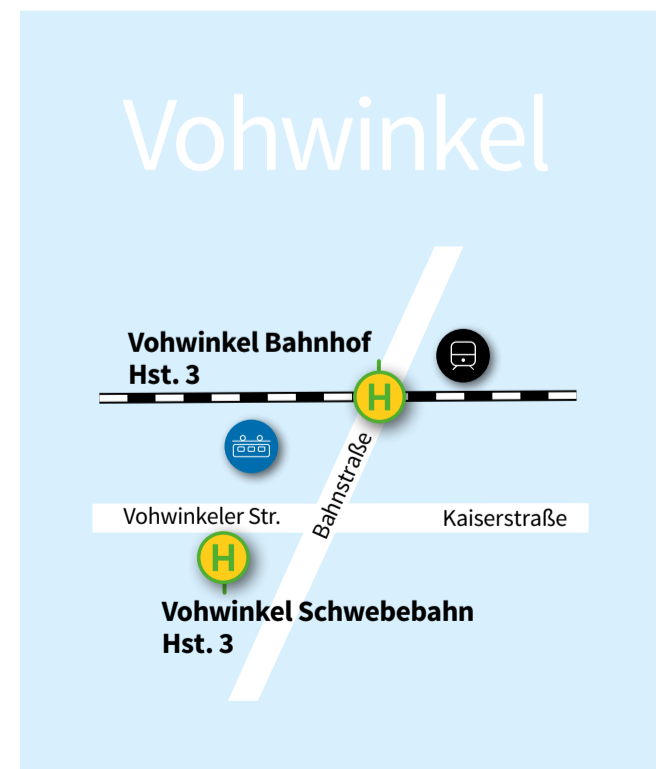 Vohwinkel
Vohwinkel Bahnhof
Hst. 3
H
Bahnstraße
Vohwinkeler Str.
Kaiserstraße
H
Vohwinkel Schwebebahn
Hst. 3